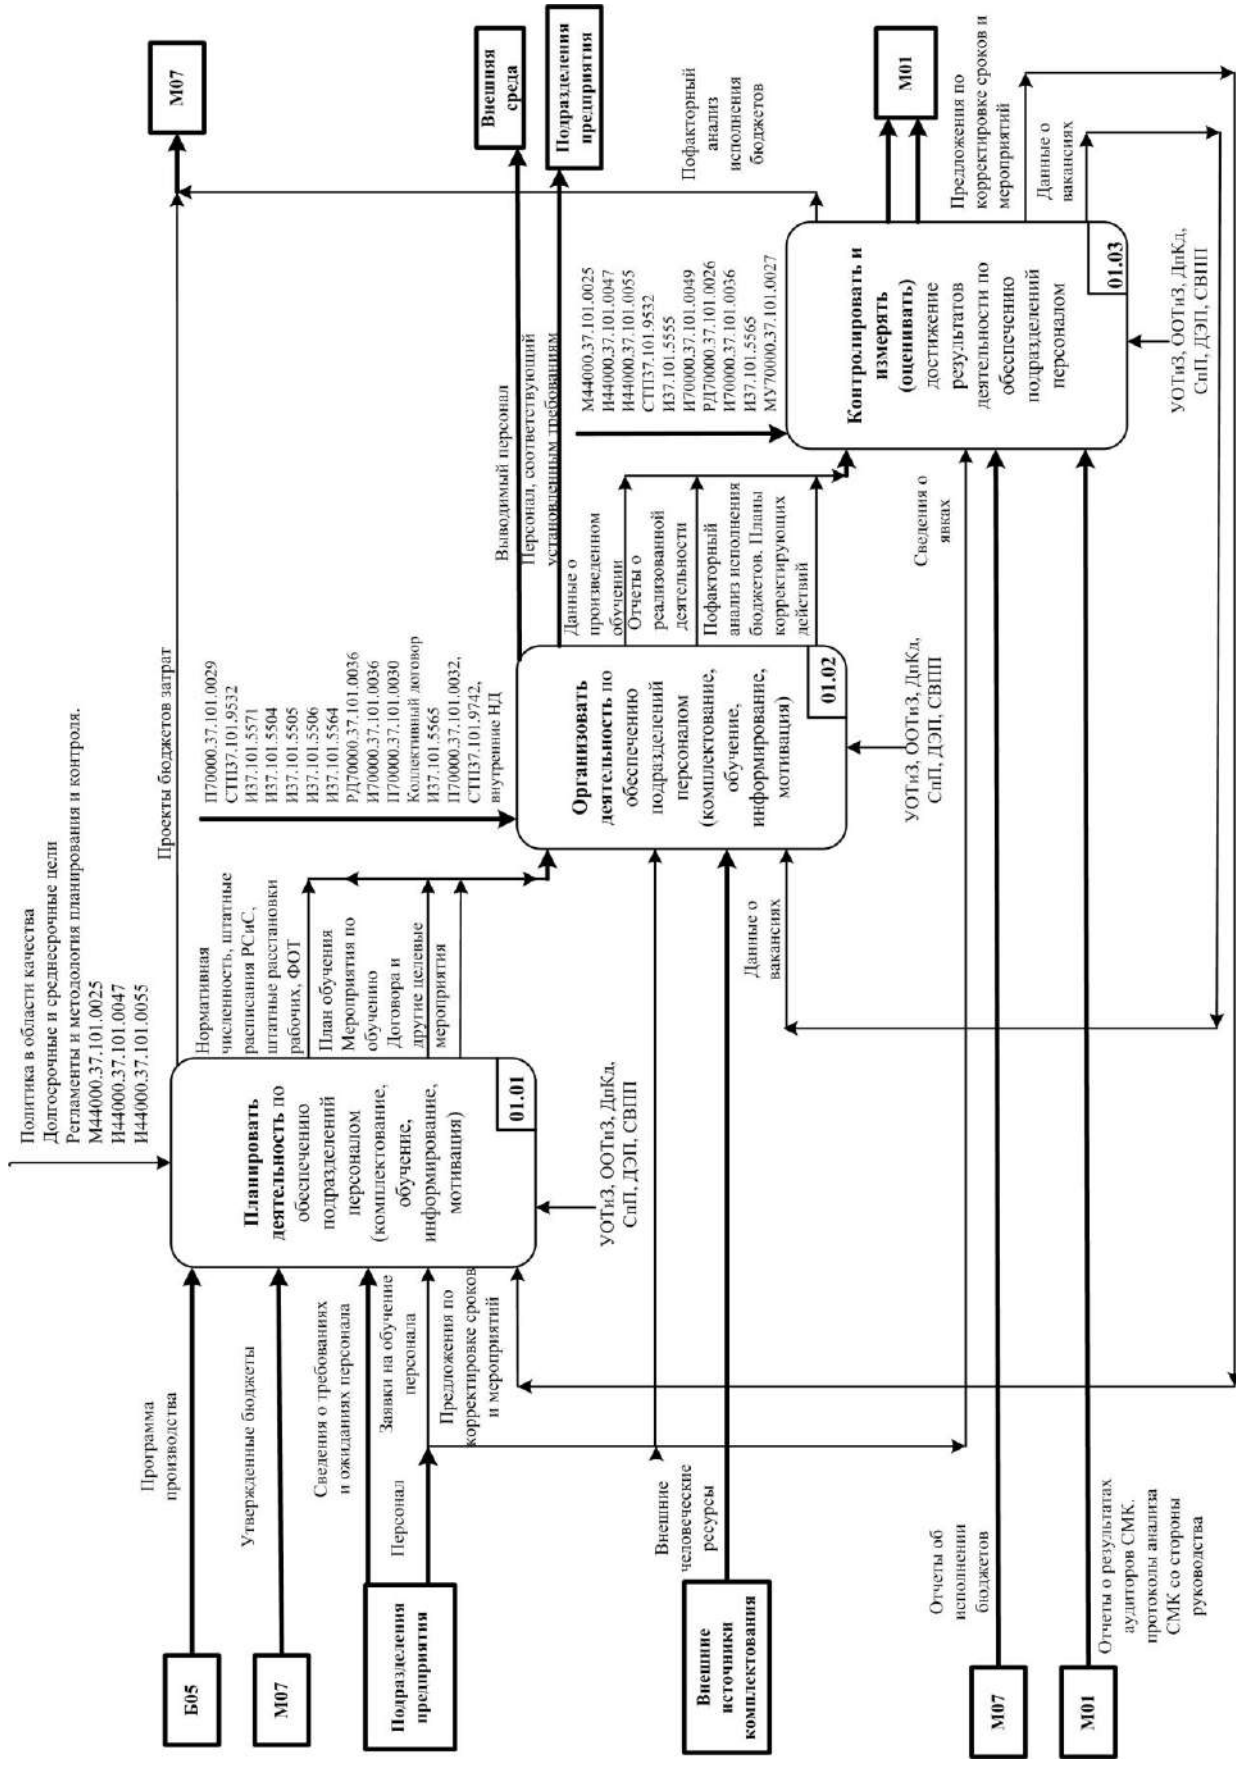 Политика в области качества
Долгосрочные и среднесрочные цели
Регламенты и методология планирования и контроля.
М44000.37.101.0025
И44000.37.101.0047
И44000.37.101.0055
Б05
Программа
производства
М07
Утвержденные бюджеты
Подразделения
предприятия
Сведения о требованиях
и ожиданиях персонала
Заявки на обучение
персонала
Персонал
Предложения по
корректировке сроков
и мероприятий
Внешние
источники
комплектования
Внешние
человеческие
ресурсы
М07
Отчеты об
исполнении
бюджетов
М01
Отчеты о результатах
аудиторов СМК.
протоколы анализа
СМК со стороны
руководства
Планировать
деятельность по
обеспечению
подразделений
персоналом
(комплектование,
обучение,
информирование,
мотивация)
01.01
УОТиЗ, ООТиЗ, ДпКд,
СпП, ДЭП, СВПП
Проекты бюджетов затрат
Нормативная
численность, штатные
расписания РСиС,
штатные расстановки
рабочих, ФОТ
План обучения
Мероприятия по
обучению
Договора и
другие целевые
мероприятия
П70000.37.101.0029
СТП37.101.9532
И37.101.5571
И37.101.5504
И37.101.5505
И37.101.5506
И37.101.5564
РД70000.37.101.0036
И70000.37.101.0036
П70000.37.101.0030
Коллективный договор
И37.101.5565
П70000.37.101.0032,
СТП37.101.9742,
внутренние НД
Организовать
деятельность по
обеспечению
подразделений
персоналом
(комплектование,
обучение,
информирование,
мотивация)
01.02
УОТиЗ, ООТиЗ, ДпКд,
СпП, ДЭП, СВПП
Данные о
вакансиях
Выводимый персонал
Персонал, соответствующий
установленным требованиям
Данные о
произведенном
обучении
Отчеты о
реализованной
деятельности
Пофакторный
анализ исполнения
бюджетов. Планы
корректирующих
действий
Сведения о
явках
М44000.37.101.0025
И44000.37.101.0047
И44000.37.101.0055
СТП37.101.9532
И37.101.5555
И70000.37.101.0049
РД70000.37.101.0026
И70000.37.101.0036
И37.101.5565
МУ70000.37.101.0027
Контролировать и
измерять
(оценивать)
достижение
результатов
деятельности по
обеспечению
подразделений
персоналом
01.03
УОТиЗ, ООТиЗ, ДпКд,
СпП, ДЭП, СВПП
М07
Внешняя
среда
Подразделения
предприятия
Пофакторный
анализ
исполнения
бюджетов
М01
Предложения по
корректировке сроков и
мероприятий
Данные о
вакансиях